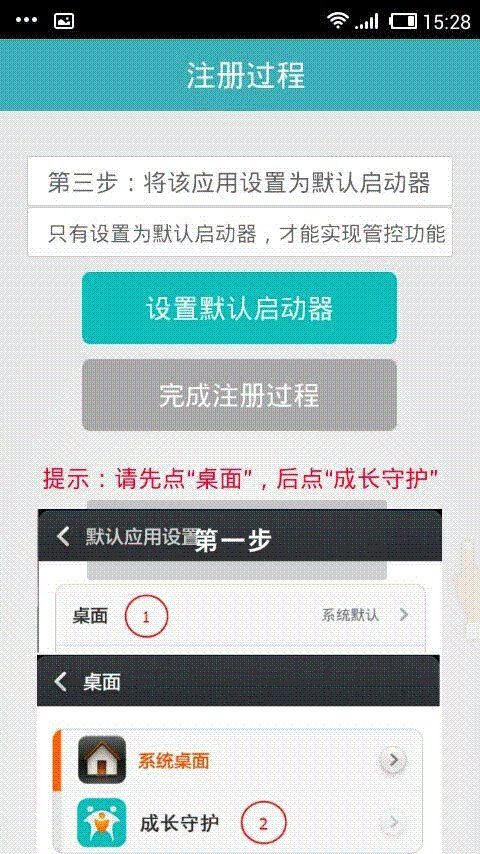 15:28
注册过程
第三步：将该应用设置为默认启动器
只有设置为默认启动器，才能实现管控功能
设置默认启动器
完成注册过程
提示：请先点“桌面”，后点“成长守护”
默认应用设置
第一步
桌面 1 系统默认
桌面
系统桌面
成长守护 2